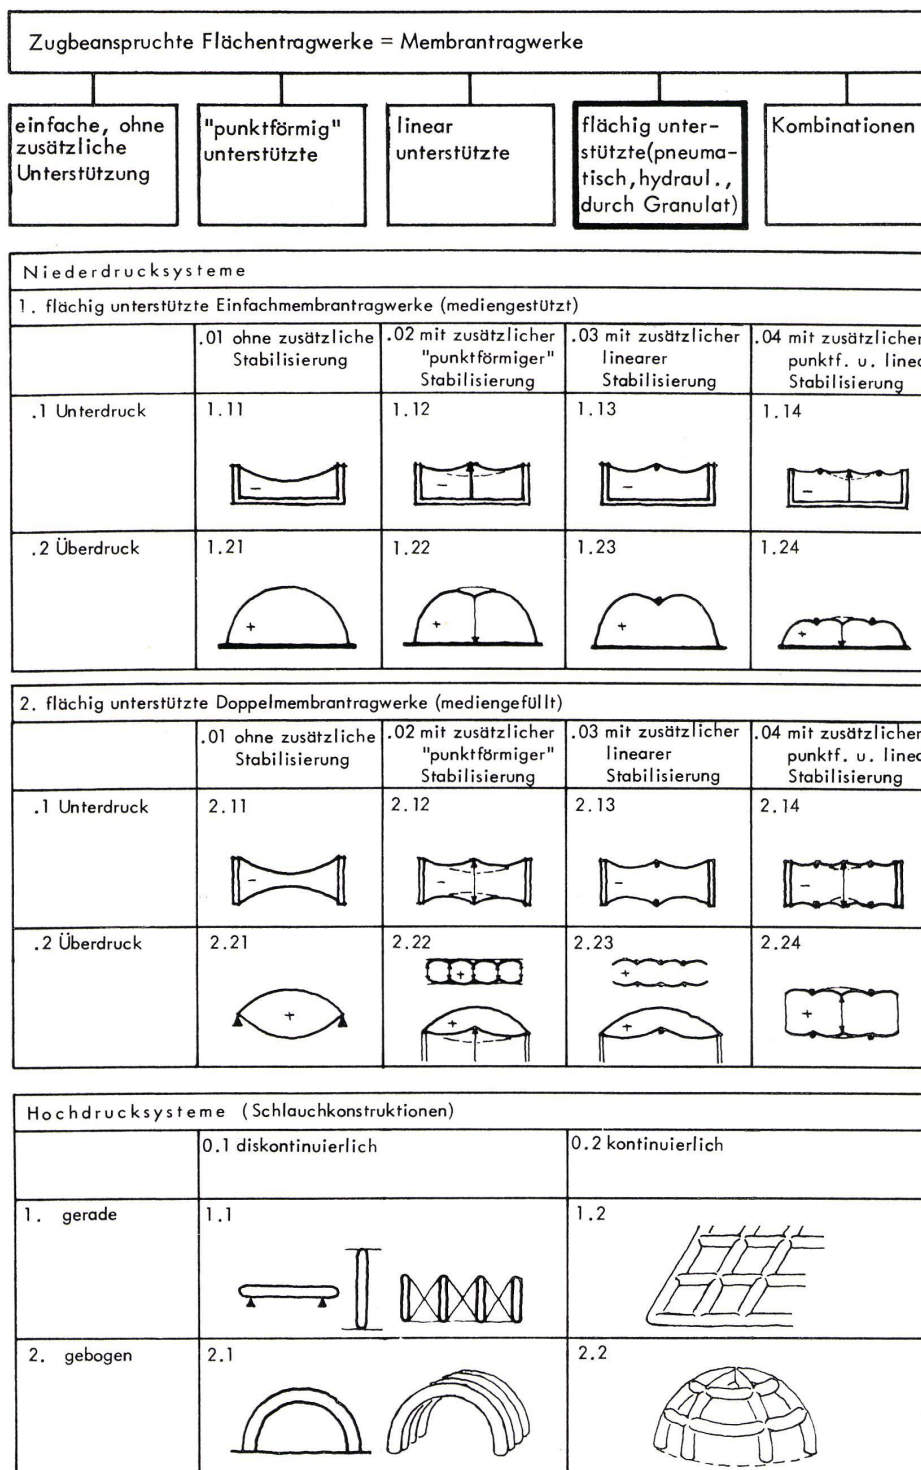 Zugbeanspruchte Flächentragwerke = Membrantragwerke
einfache, ohne
zusätzliche
Unterstützung
"punktförmig"
unterstützte
linear
unterstützte
flächig unter-
stützte(pneuma-
tisch,hydraul.,
durch Granulat)
Kombinationen
Niederdrucksysteme
1. flächig unterstützte Einfachmembrantragwerke (mediengestützt)
.01 ohne zusätzliche
Stabilisierung
.02 mit zusätzlicher
"punktförmiger"
Stabilisierung
.03 mit zusätzlicher
linearer
Stabilisierung
.04 mit zusätzlicher
punktf. u. linea
Stabilisierung
.1 Unterdruck
1.11
1.12
1.13
1.14
-
-
-
-
.2 Überdruck
1.21
1.22
1.23
1.24
+
+
+
+
2. flächig unterstützte Doppelmembrantragwerke (mediengefüllt)
.01 ohne zusätzliche
Stabilisierung
.02 mit zusätzlicher
"punktförmiger"
Stabilisierung
.03 mit zusätzlicher
linearer
Stabilisierung
.04 mit zusätzlicher
punktf. u. linea
Stabilisierung
.1 Unterdruck
2.11
2.12
2.13
2.14
-
-
-
-
.2 Überdruck
2.21
2.22
2.23
2.24
+
+
+
+
+
+
Hochdrucksysteme (Schlauchkonstruktionen)
0.1 diskontinuierlich
0.2 kontinuierlich
1. gerade
1.1
1.2
2. gebogen
2.1
2.2